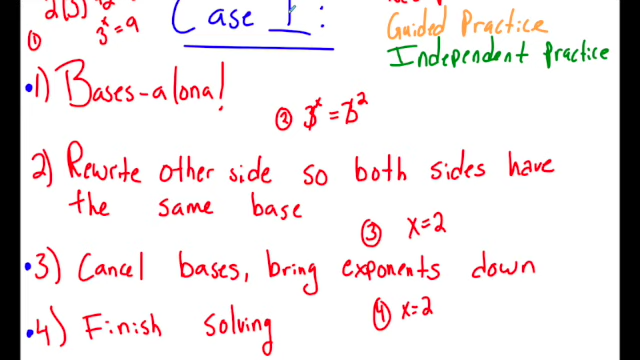 Case 1:
① 3^x = 9
Guided Practice
Independent Practice
1) Bases-alona!
② 3^x = 3^2
2) Rewrite other side so both sides have
the same base
③ x=2
3) Cancel bases, bring exponents down
④ x=2
4) Finish solving